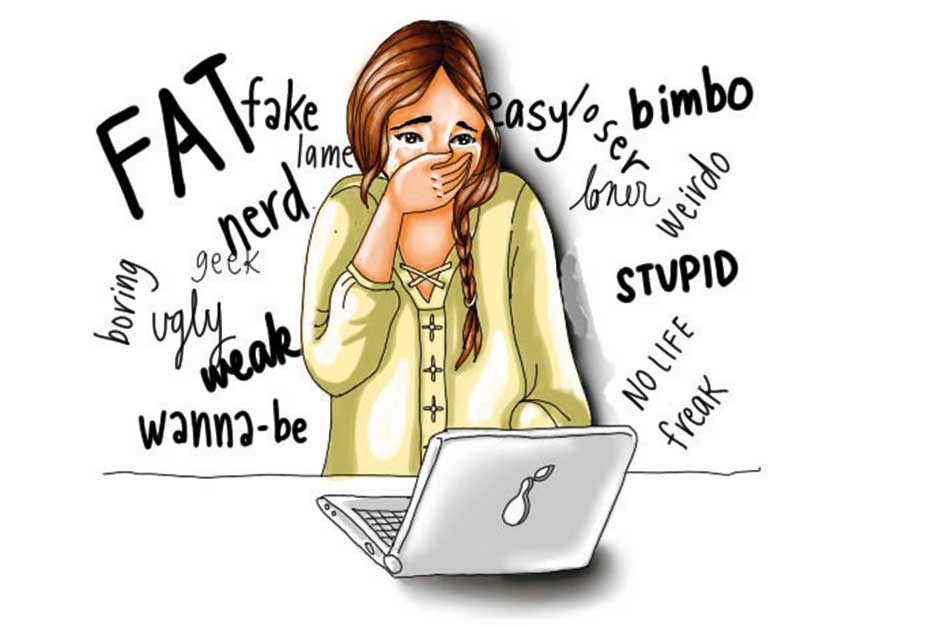 FAT
fake
lame
nerd
geek
boring
ugly
weak
wanna-be
easy
loser
bimbo
loner
weirdo
STUPID
NO LIFE
freak